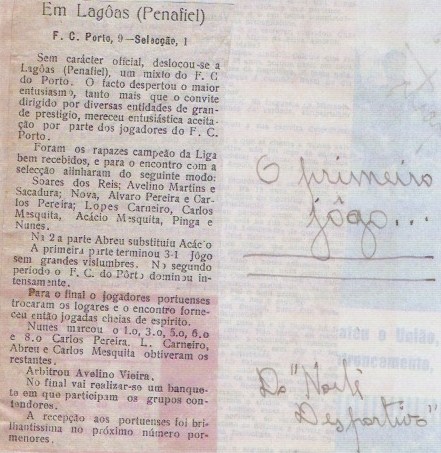 Em Lagôas (Penafiel)
F. C. Porto, 9—Selecção, 1
Sem carácter oficial, deslocou-se a
Lagôas (Penafiel), um mixto do F. C
do Porto. O facto despertou o maior
entusiasmo, tanto mais que o convite
dirigido por diversas entidades de gran-
de prestigio, mereceu entusiástica aceita-
ção por parte dos jogadores do F. C.
Porto.
Foram os rapazes campeão da Liga
bem recebidos, e para o encontro com a
selecção alinharam do seguinte modo:
Soares dos Reis; Avelino Martins e
Sacadura; Nova, Alvaro Pereira e Car-
los Pereira; Lopes Carneiro, Carlos
Mesquita, Acácio Mesquita, Pinga e
Nunes.
Na 2 a parte Abreu substituiu Acácio
A primeira parte terminou 3-1 Jôgo
sem grandes vislumbres. No segundo
período o F. C. do Pôrto dominou in-
tensamente.
Para o final o jogadores portuenses
trocaram os logares e o encontro forne-
ceu então jogadas cheias de espírito.
Nunes marcou o 1.o, 3.o, 5.o, 6.o
e 8.o Carlos Pereira. L. Carneiro,
Abreu e Carlos Mesquita obtiveram os
restantes.
Arbitrou Avelino Vieira.
No final vai realizar-se um banque-
te em que participam os grupos con-
tendores.
A recepção aos portuenses foi bri-
lhantissima no próximo número por-
menores.
O primeiro
jôgo...
Do "Norte
Desportivo"